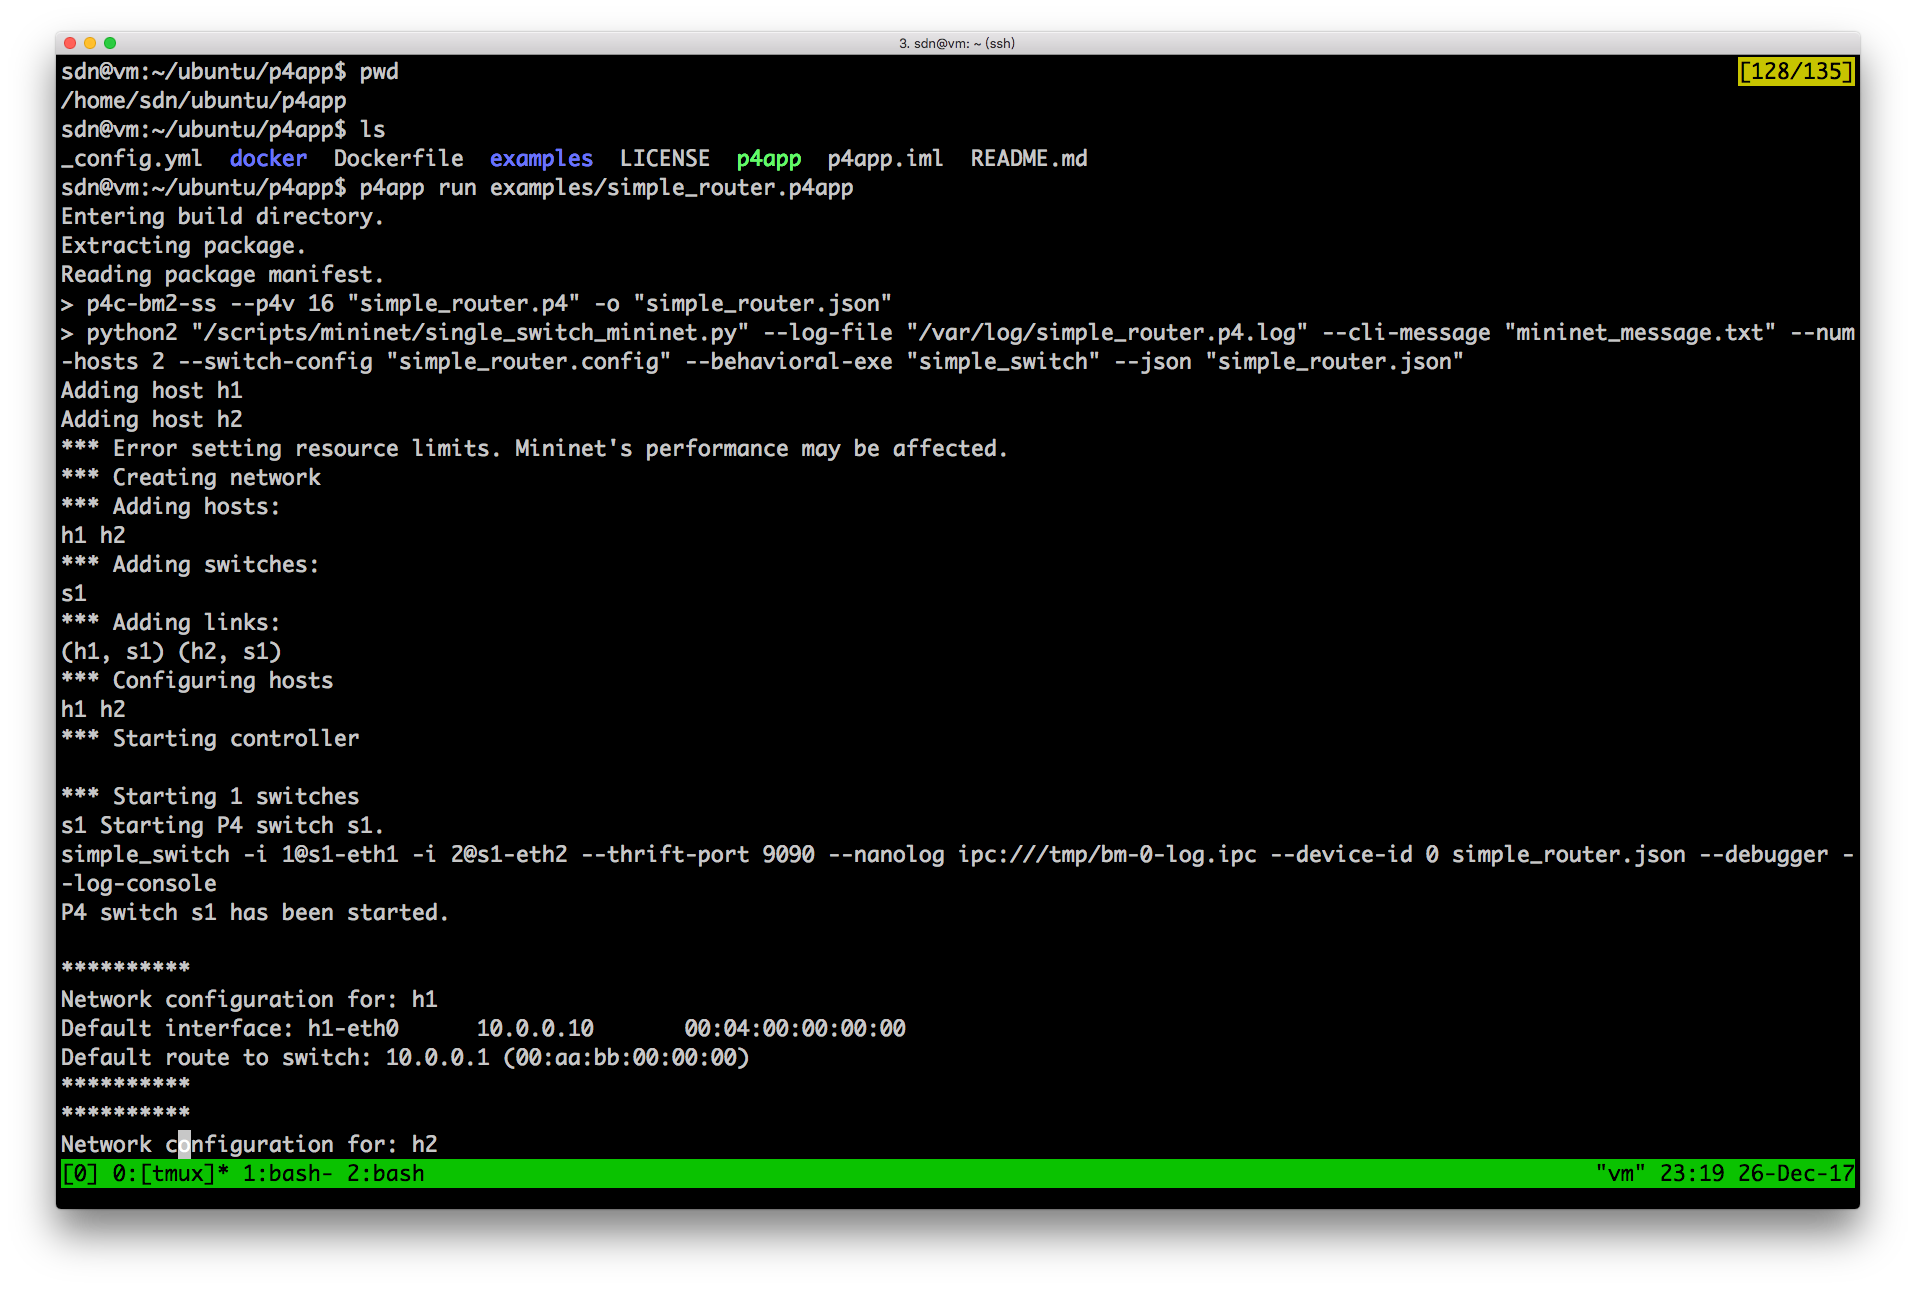 3. sdn@vm: ~ (ssh)
sdn@vm:~/ubuntu/p4app$ pwd [128/135]
/home/sdn/ubuntu/p4app
sdn@vm:~/ubuntu/p4app$ ls
_config.yml  docker  Dockerfile  examples  LICENSE  p4app  p4app.iml  README.md
sdn@vm:~/ubuntu/p4app$ p4app run examples/simple_router.p4app
Entering build directory.
Extracting package.
Reading package manifest.
> p4c-bm2-ss --p4v 16 "simple_router.p4" -o "simple_router.json"
> python2 "/scripts/mininet/single_switch_mininet.py" --log-file "/var/log/simple_router.p4.log" --cli-message "mininet_message.txt" --num
-hosts 2 --switch-config "simple_router.config" --behavioral-exe "simple_switch" --json "simple_router.json"
Adding host h1
Adding host h2
*** Error setting resource limits. Mininet's performance may be affected.
*** Creating network
*** Adding hosts:
h1 h2
*** Adding switches:
s1
*** Adding links:
(h1, s1) (h2, s1)
*** Configuring hosts
h1 h2
*** Starting controller
*** Starting 1 switches
s1 Starting P4 switch s1.
simple_switch -i 1@s1-eth1 -i 2@s1-eth2 --thrift-port 9090 --nanolog ipc:///tmp/bm-0-log.ipc --device-id 0 simple_router.json --debugger -
-log-console
P4 switch s1 has been started.
**********
Network configuration for: h1
Default interface: h1-eth0      10.0.0.10       00:04:00:00:00:00
Default route to switch: 10.0.0.1 (00:aa:bb:00:00:00)
**********
**********
Network configuration for: h2
[0] 0:[tmux]* 1:bash- 2:bash "vm" 23:19 26-Dec-17